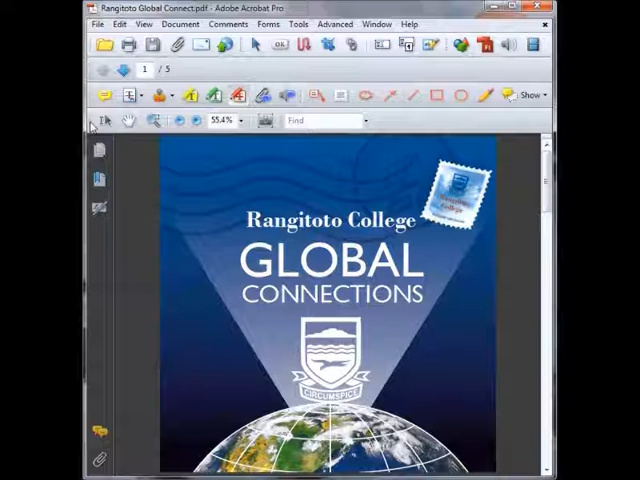 Rangitoto Global Connect.pdf - Adobe Acrobat Pro
File Edit View Document Comments Forms Tools Advanced Window Help
OK
1 / 5
Show
55.4% Find
Rangitoto College
GLOBAL
CONNECTIONS
CIRCUMSPICE